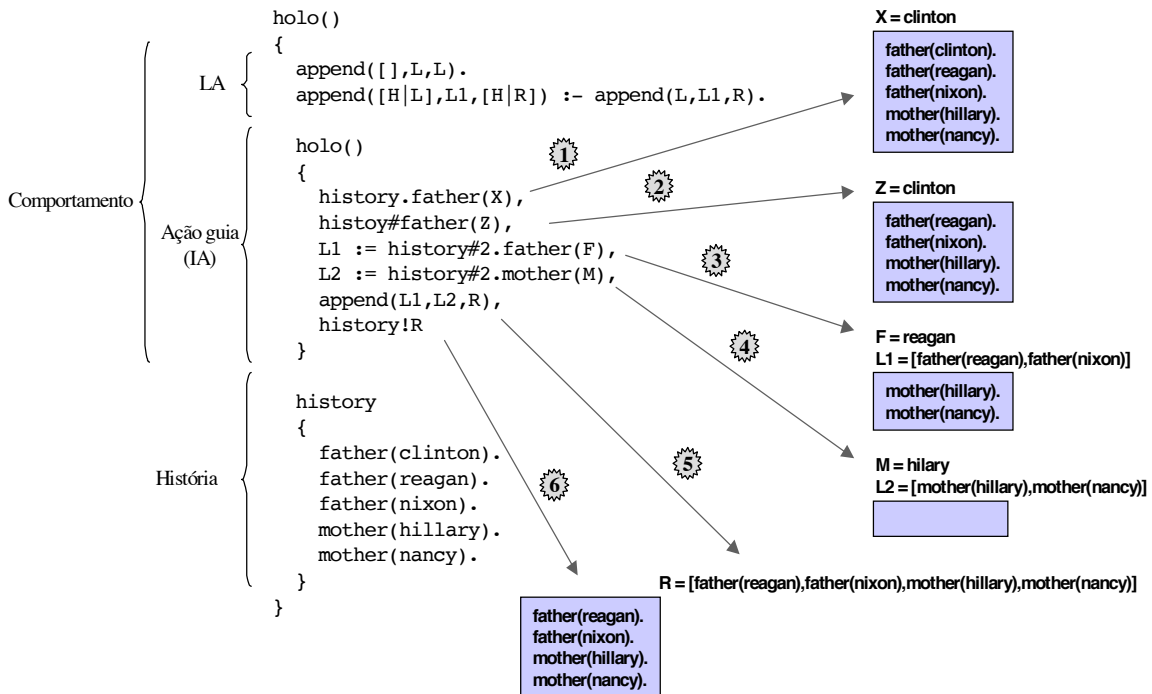 holo()
{
append([],L,L).
append([H|L],L1,[H|R]) :- append(L,L1,R).
LA
holo()
{
history.father(X),
histoy#father(Z),
L1 := history#2.father(F),
L2 := history#2.mother(M),
append(L1,L2,R),
history!R
}
Comportamento
Ação guia
(IA)
history
{
father(clinton).
father(reagan).
father(nixon).
mother(hillary).
mother(nancy).
}
}
História
1
X = clinton
father(clinton).
father(reagan).
father(nixon).
mother(hillary).
mother(nancy).
2
Z = clinton
father(reagan).
father(nixon).
mother(hillary).
mother(nancy).
3
F = reagan
L1 = [father(reagan),father(nixon)]
mother(hillary).
mother(nancy).
4
M = hilary
L2 = [mother(hillary),mother(nancy)]
5
R = [father(reagan),father(nixon),mother(hillary),mother(nancy)]
6
father(reagan).
father(nixon).
mother(hillary).
mother(nancy).